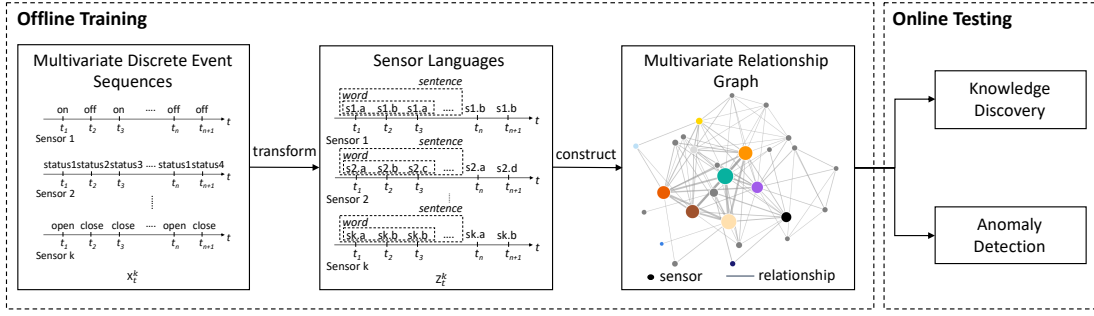 Offline Training
Online Testing
Multivariate Discrete Event
Sequences
on off on .... off off
t
t1 t2 t3 tn tn+1
Sensor 1
status1 status2 status3 .... status1 status4
t
t1 t2 t3 tn tn+1
Sensor 2
open close close .... open close
t
t1 t2 t3 tn tn+1
Sensor k
X_t^k
transform
Sensor Languages
sentence
word
s1.a s1.b s1.a .... s1.b s1.b
t
t1 t2 t3 tn tn+1
Sensor 1
sentence
word
s2.a s2.b s2.c .... s2.a s2.d
t
t1 t2 t3 tn tn+1
Sensor 2
sentence
word
sk.a sk.b sk.b .... sk.a sk.b
t
t1 t2 t3 tn tn+1
Sensor k
Z_t^k
construct
Multivariate Relationship
Graph
sensor
relationship
Knowledge
Discovery
Anomaly
Detection